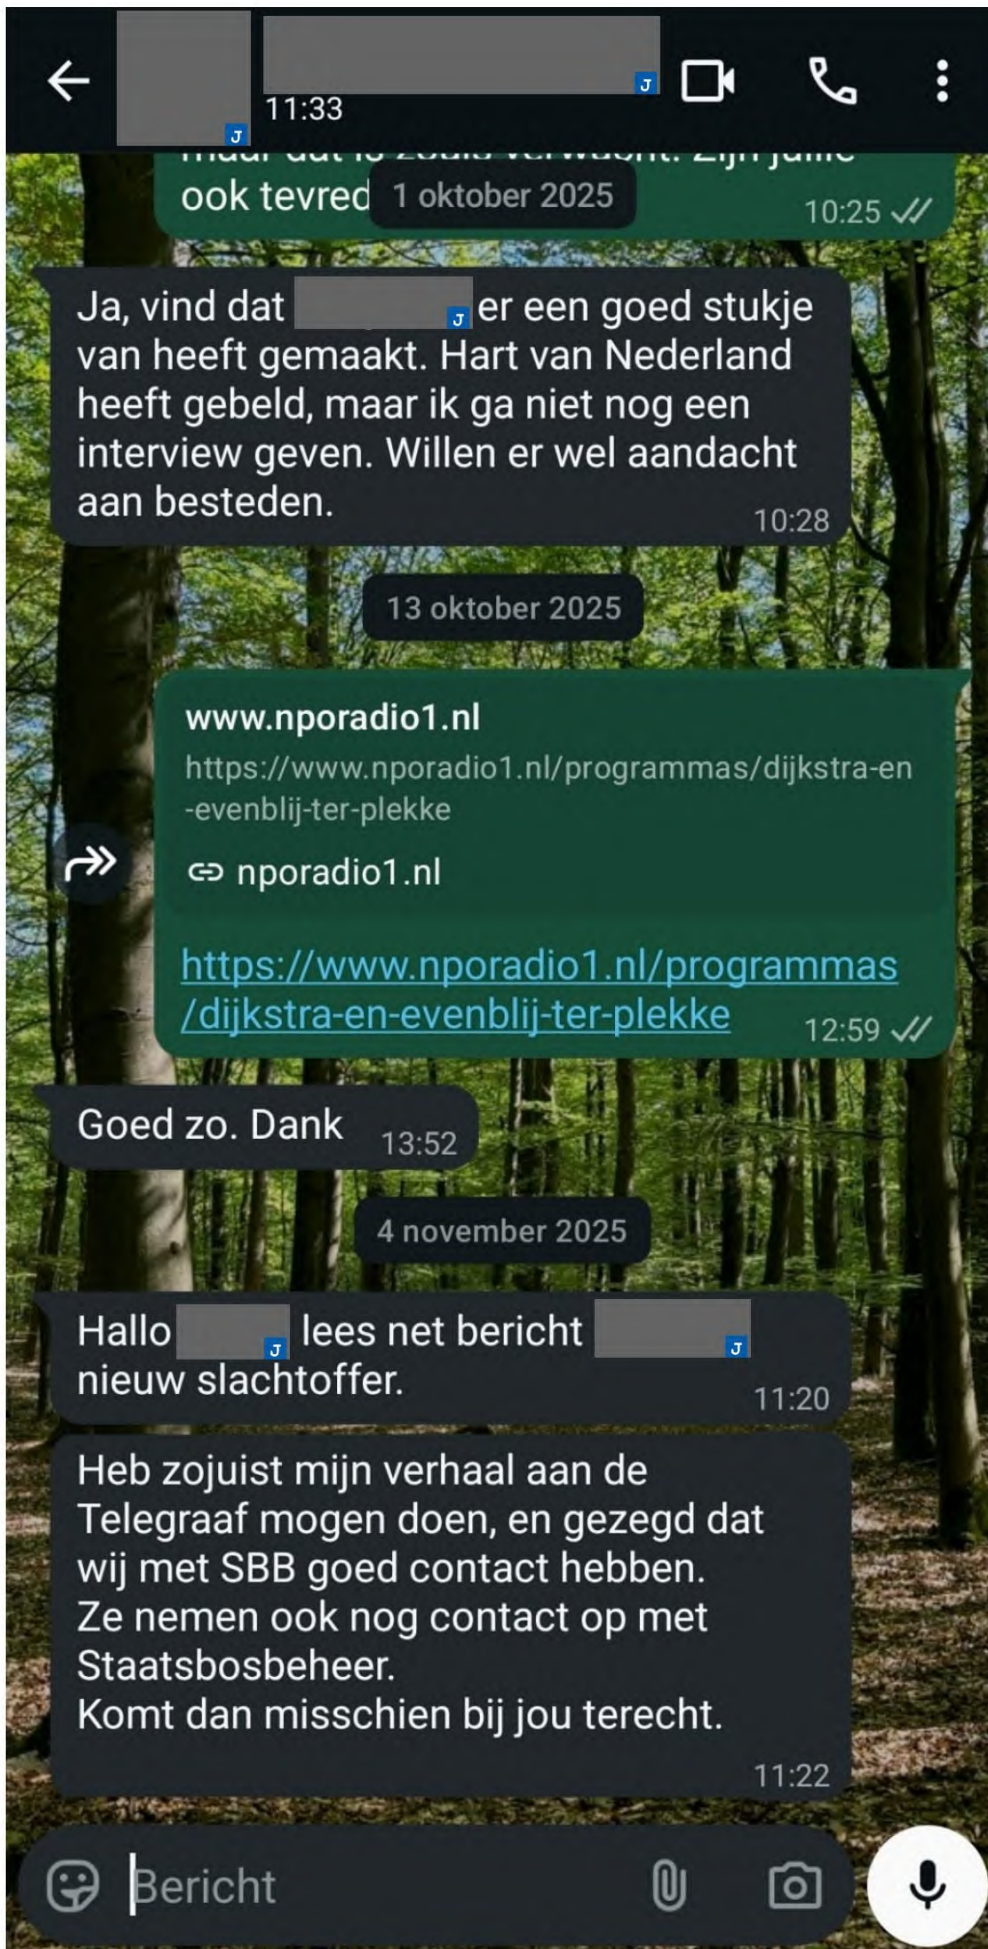 J
J
11:33
ook tevred
1 oktober 2025
10:25
Ja, vind dat J er een goed stukje
van heeft gemaakt. Hart van Nederland
heeft gebeld, maar ik ga niet nog een
interview geven. Willen er wel aandacht
aan besteden.
10:28
13 oktober 2025
www.nporadio1.nl
https://www.nporadio1.nl/programmas/dijkstra-en
-evenblij-ter-plekke
nporadio1.nl
https://www.nporadio1.nl/programmas
/dijkstra-en-evenblij-ter-plekke
12:59
Goed zo. Dank
13:52
4 november 2025
Hallo J lees net bericht J
nieuw slachtoffer.
11:20
Heb zojuist mijn verhaal aan de
Telegraaf mogen doen, en gezegd dat
wij met SBB goed contact hebben.
Ze nemen ook nog contact op met
Staatsbosbeheer.
Komt dan misschien bij jou terecht.
11:22
Bericht